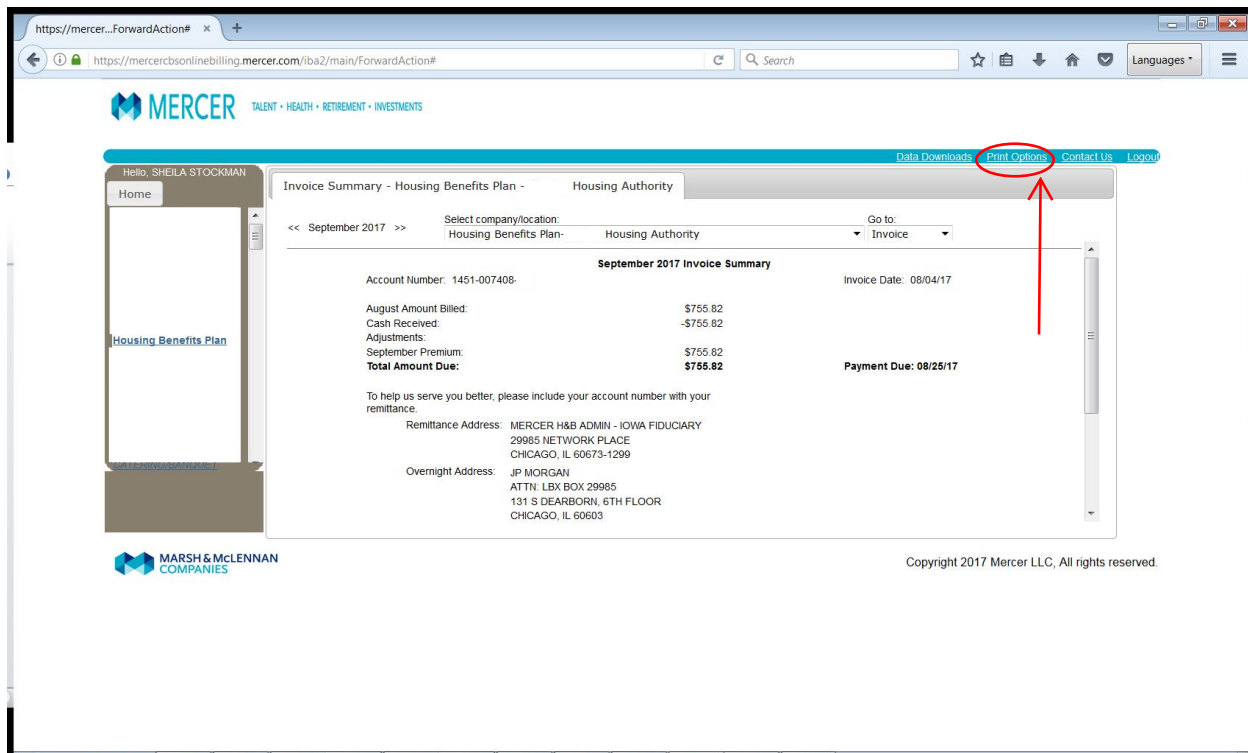 https://mercer...ForwardAction#
https://mercercbsonlinebilling.mercer.com/iba2/main/ForwardAction#
Search
Languages
MERCER TALENT • HEALTH • RETIREMENT • INVESTMENTS
Data Downloads Print Options Contact Us Logout
Hello, SHEILA STOCKMAN
Home
Invoice Summary - Housing Benefits Plan - Housing Authority
Select company/location: Go to:
<< September 2017 >> Housing Benefits Plan- Housing Authority Invoice
September 2017 Invoice Summary
Account Number: 1451-007408- Invoice Date: 08/04/17
August Amount Billed: $755.82
Cash Received: -$755.82
Adjustments:
September Premium: $755.82
Total Amount Due: $755.82 Payment Due: 08/25/17
Housing Benefits Plan
To help us serve you better, please include your account number with your
remittance.
Remittance Address: MERCER H&B ADMIN - IOWA FIDUCIARY
29985 NETWORK PLACE
CHICAGO, IL 60673-1299
Overnight Address: JP MORGAN
ATTN: LBX BOX 29985
131 S DEARBORN, 6TH FLOOR
CHICAGO, IL 60603
CATERING/BANQUET
MARSH & McLENNAN
COMPANIES
Copyright 2017 Mercer LLC, All rights reserved.